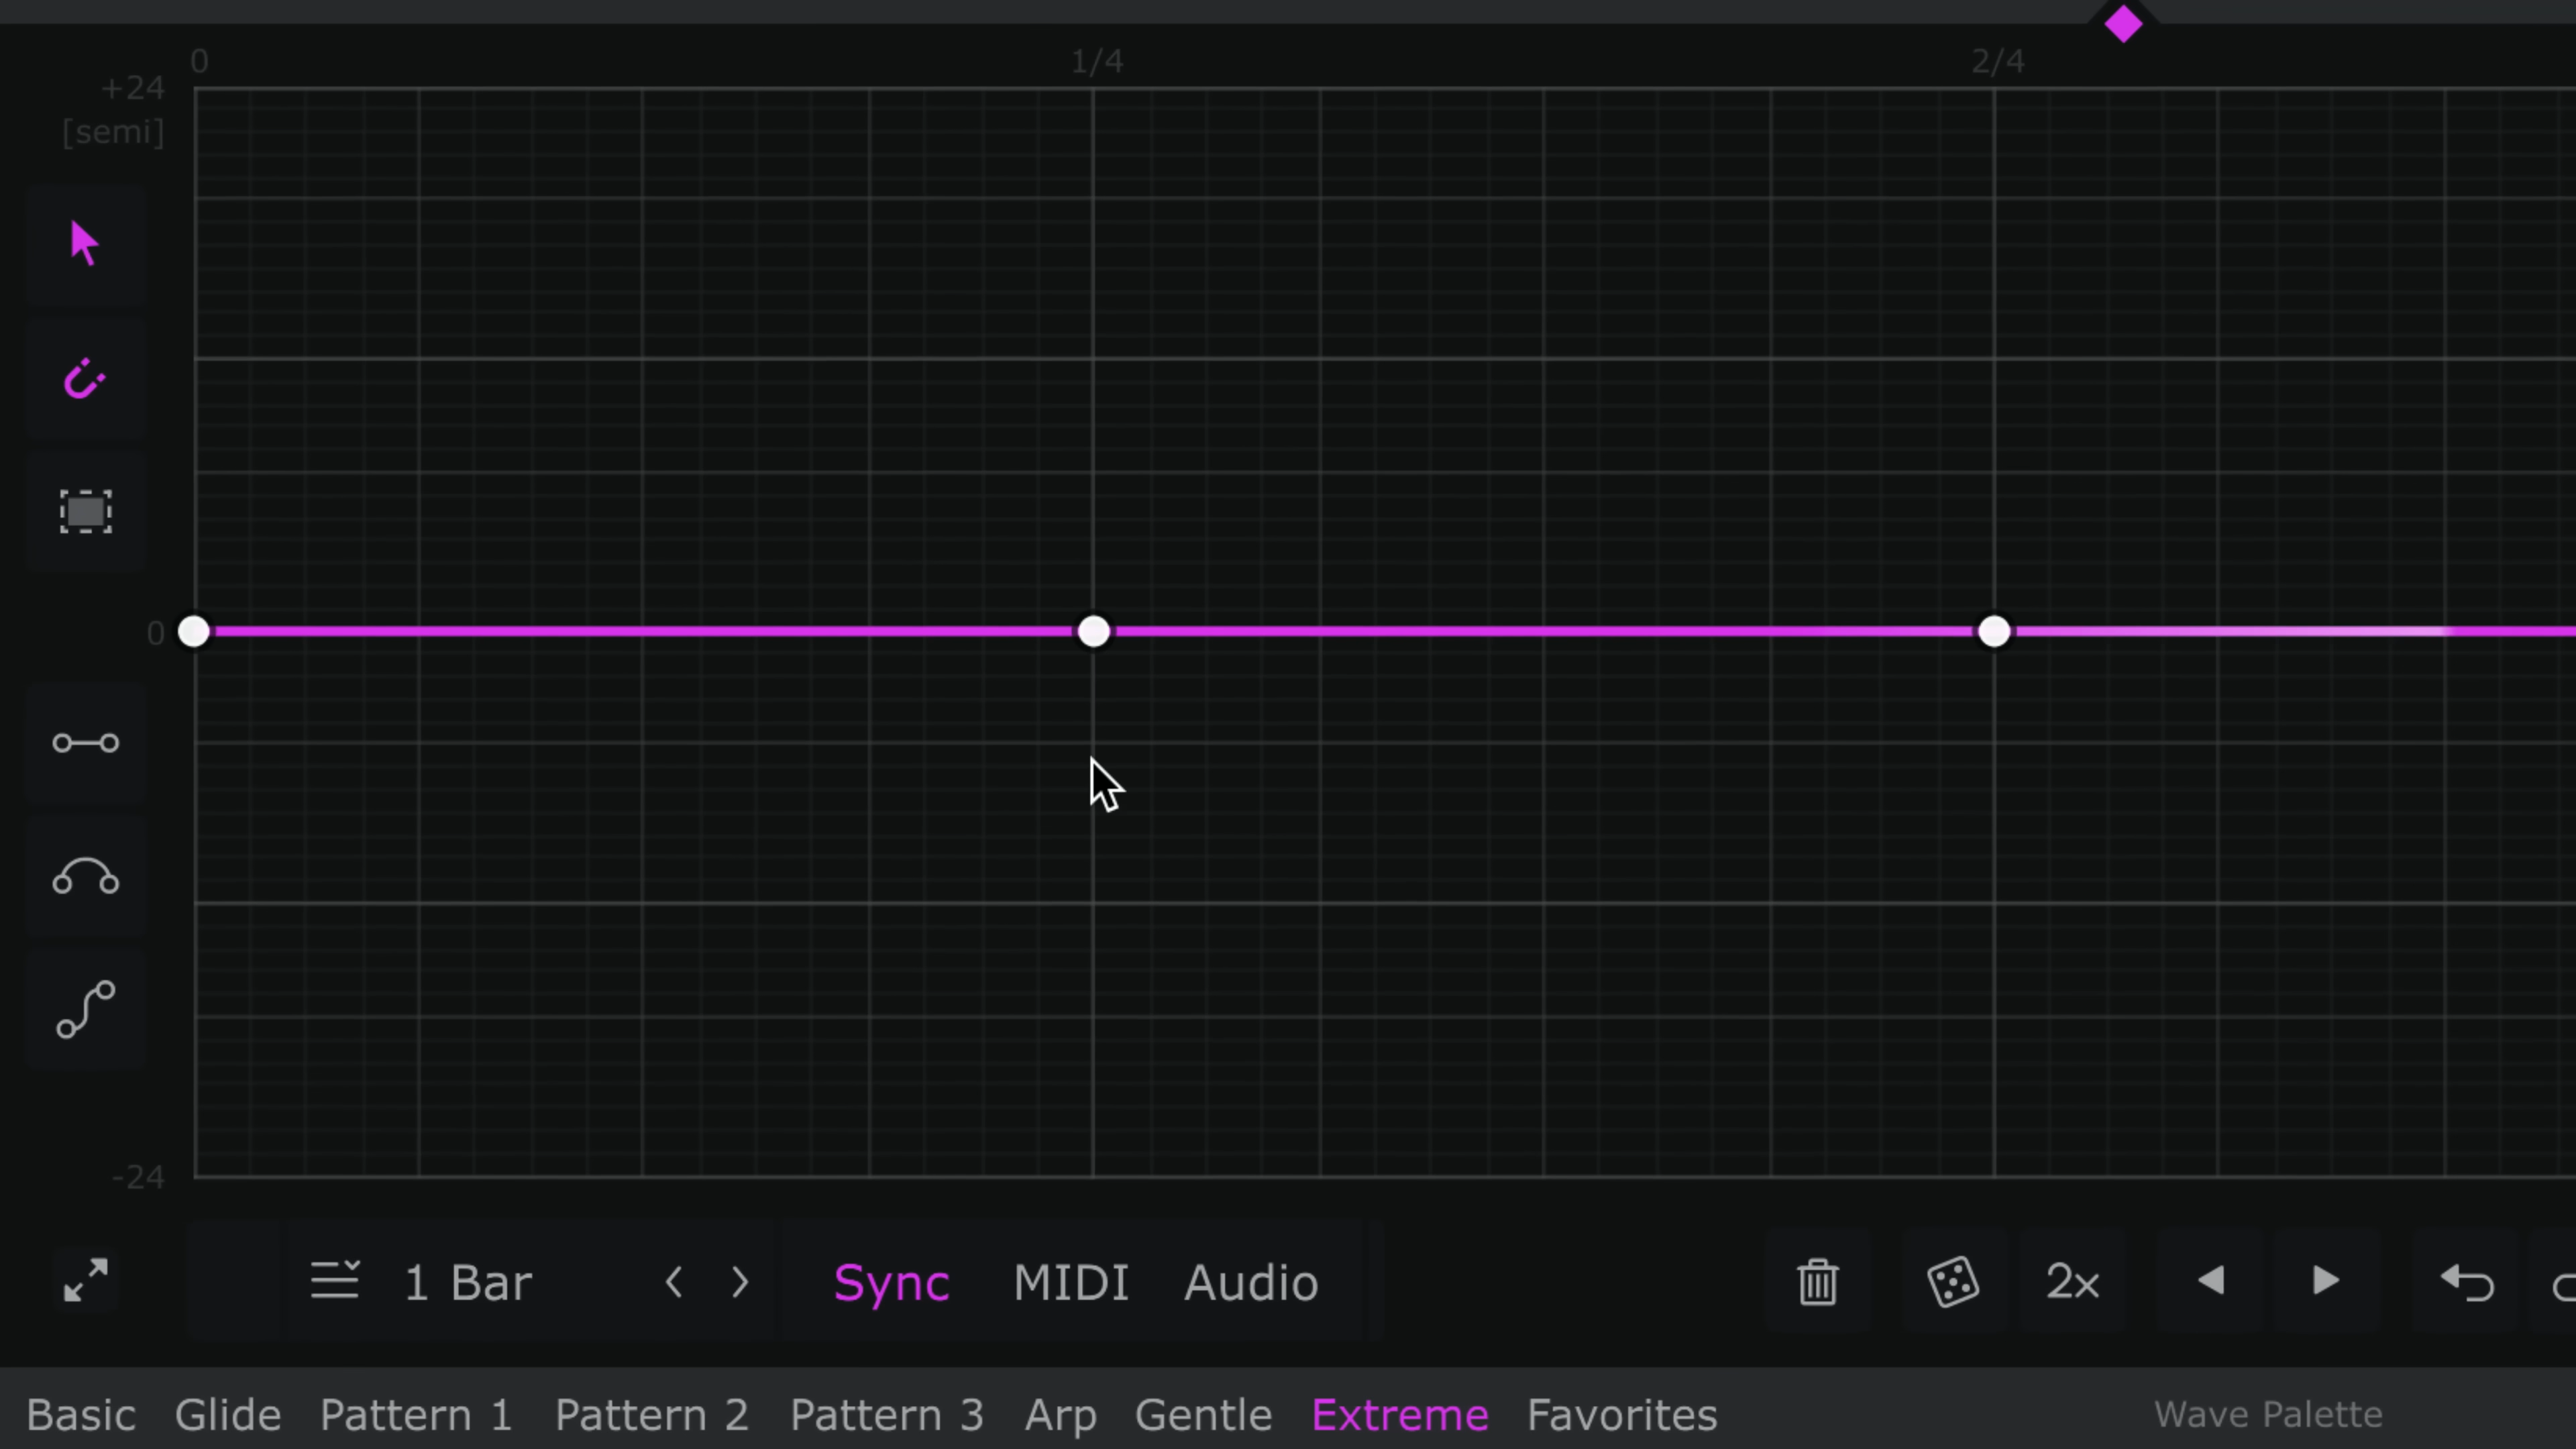 0 1/4 2/4
+24
[semi]
0
-24
1 Bar Sync MIDI Audio 2x
Basic Glide Pattern 1 Pattern 2 Pattern 3 Arp Gentle Extreme Favorites Wave Palette